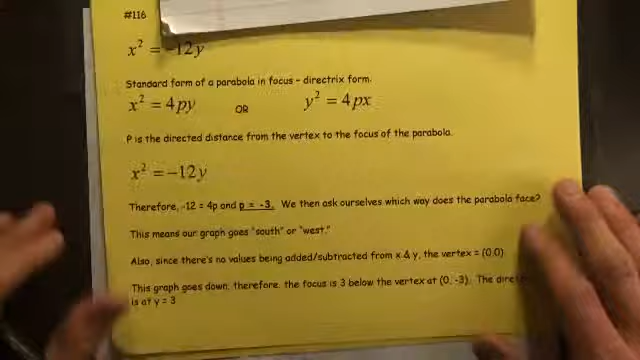 #116
x² = -12y
Standard form of a parabola in focus – directrix form.
x² = 4py OR y² = 4px
P is the directed distance from the vertex to the focus of the parabola.
x² = -12y
Therefore, -12 = 4p and p = -3. We then ask ourselves which way does the parabola face?
This means our graph goes "south" or "west."
Also, since there's no values being added/subtracted from x & y, the vertex = (0,0)
This graph goes down, therefore, the focus is 3 below the vertex at (0, -3). The
is at y = 3